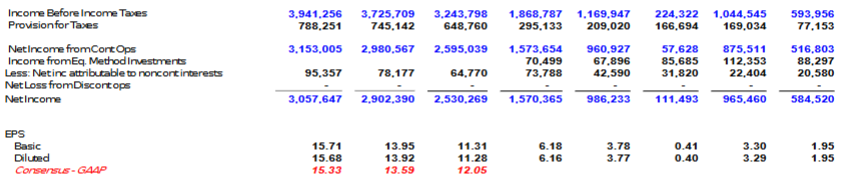 Income Before Income Taxes 3,941,256 3,725,709 3,243,798 1,868,787 1,169,947 224,322 1,044,545 593,956
Provision for Taxes 788,251 745,142 648,760 295,133 209,020 166,694 169,034 77,153
Net Income from Cont Ops 3,153,005 2,980,567 2,595,039 1,573,654 960,927 57,628 875,511 516,803
Income from Eq. Method Investments 70,499 67,896 85,685 112,353 88,297
Less: Net inc attributable to noncont interests 95,357 78,177 64,770 73,788 42,590 31,820 22,404 20,580
Net Loss from Discont ops - - - - - - - -
Net Income 3,057,647 2,902,390 2,530,269 1,570,365 986,233 111,493 965,460 584,520
EPS
Basic 15.71 13.95 11.31 6.18 3.78 0.41 3.30 1.95
Diluted 15.68 13.92 11.28 6.16 3.77 0.40 3.29 1.95
Consensus - GAAP 15.33 13.59 12.05